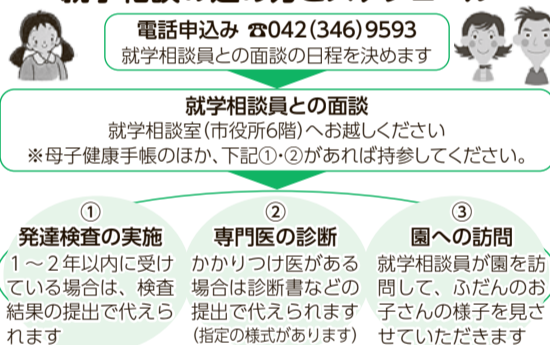 電話申込み ☎042(346)9593
就学相談員との面談の日程を決めます
就学相談員との面談
就学相談室(市役所6階)へお越しください
※母子健康手帳のほか、下記①・②があれば持参してください。
①
発達検査の実施
1～2年以内に受け
ている場合は、検査
結果の提出で代えら
れます
②
専門医の診断
かかりつけ医がある
場合は診断書などの
提出で代えられます
(指定の様式があります)
③
園への訪問
就学相談員が園を訪
問して、ふだんのお
子さんの様子を見さ
せていただきます